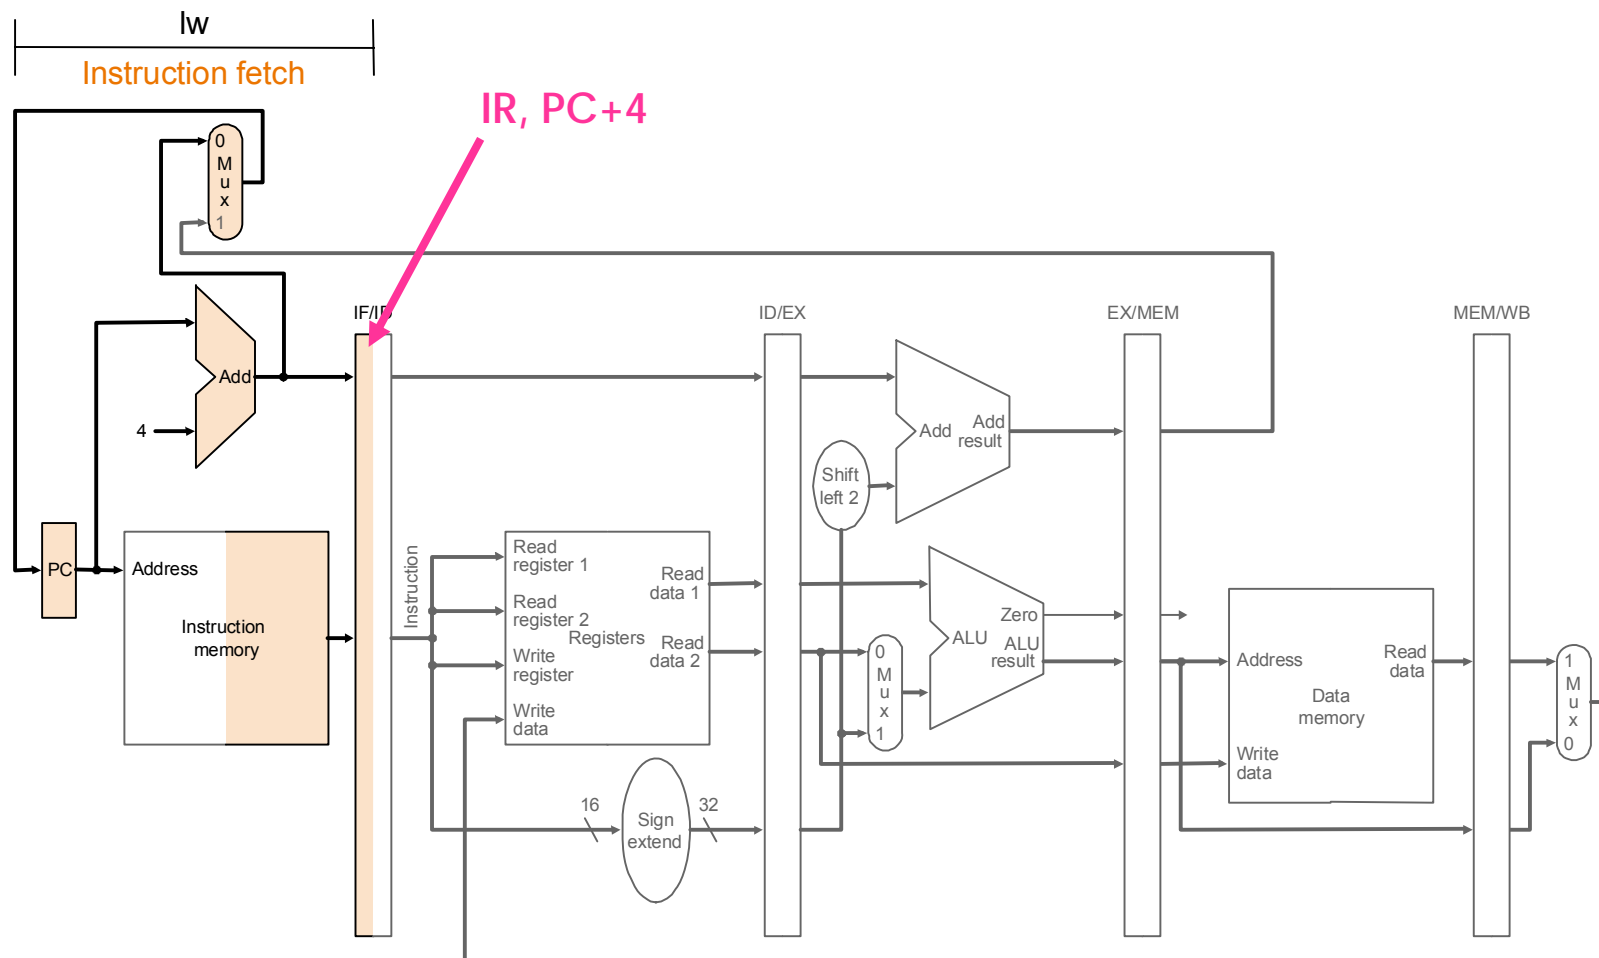 lw
Instruction fetch
IR, PC+4
0
M
u
x
1
IF/ID
ID/EX
EX/MEM
MEM/WB
Add
4
Add
Add
result
Shift
left 2
PC
Address
Instruction
memory
Instruction
Read
register 1
Read
register 2
Write
register
Write
data
Registers
Read
data 1
Read
data 2
0
M
u
x
1
Zero
ALU
ALU
result
Address
Read
data
Data
memory
Write
data
1
M
u
x
0
16
Sign
extend
32